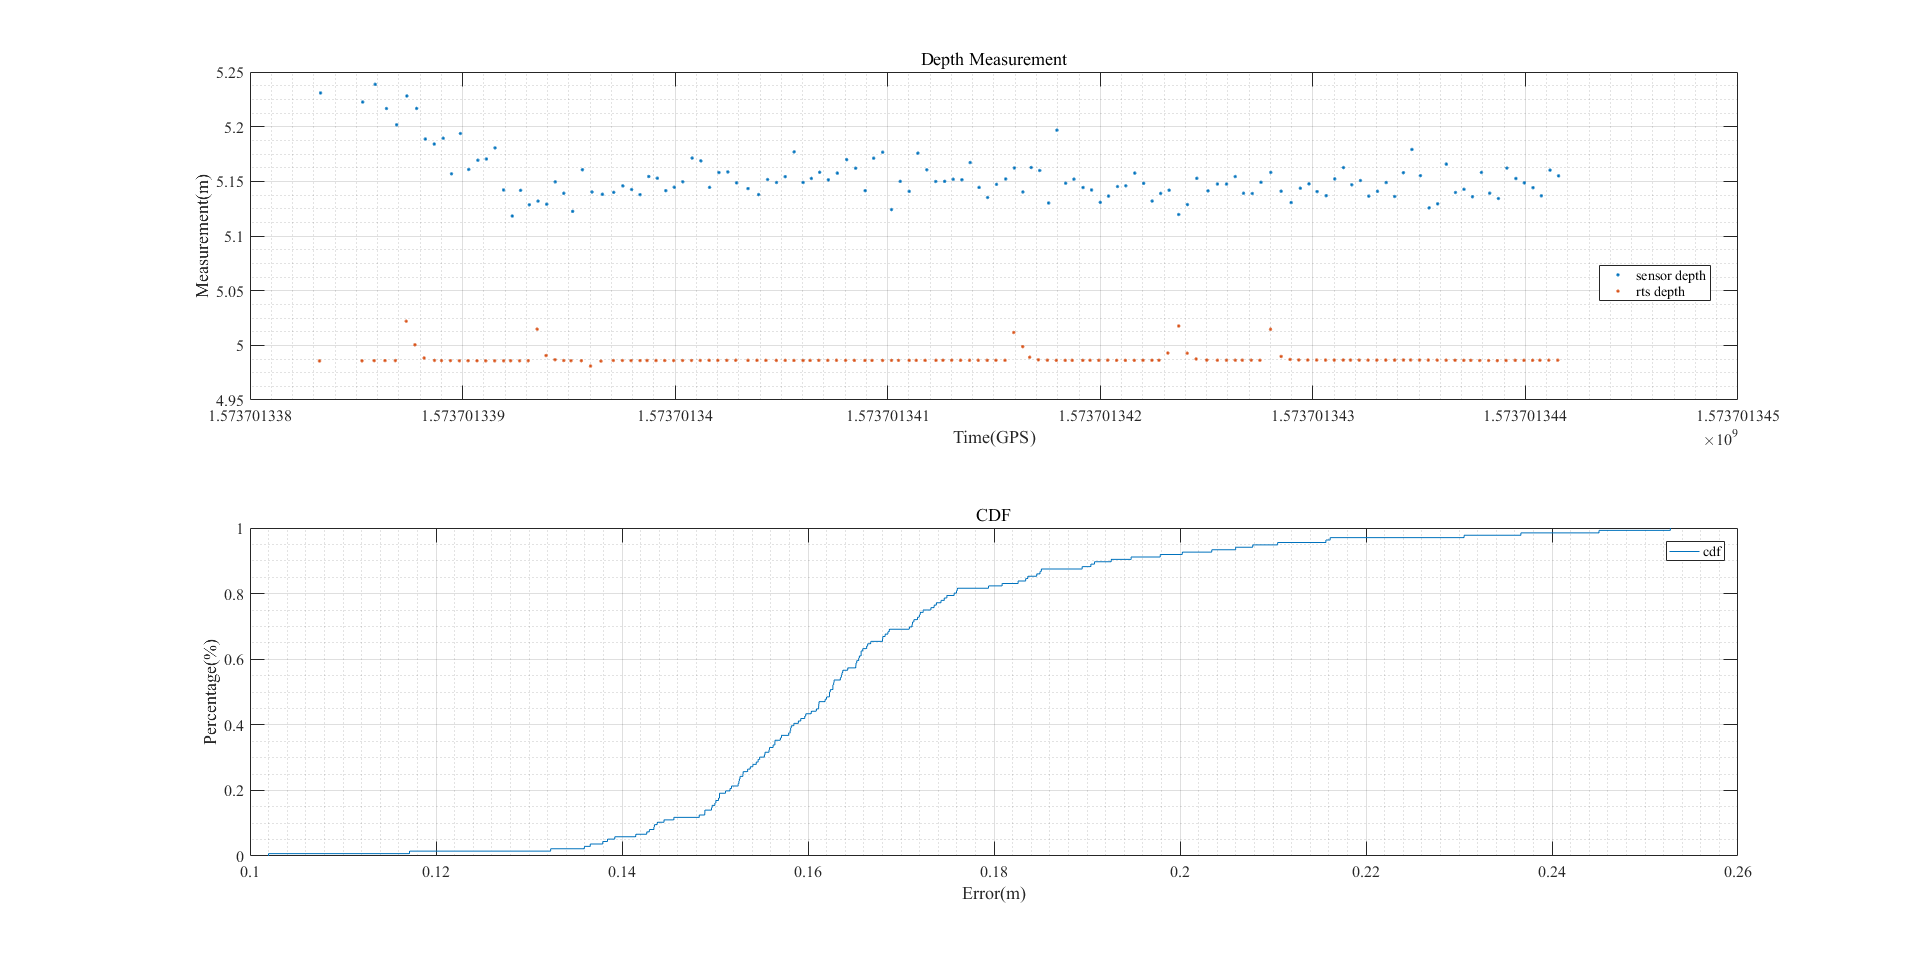 Depth Measurement
5.25
5.2
5.15
5.1
5.05
5
4.95
Measurement(m)
sensor depth
rts depth
1.573701338 1.573701339 1.57370134 1.573701341 1.573701342 1.573701343 1.573701344 1.573701345
Time(GPS)
×10^9
CDF
1
0.8
0.6
0.4
0.2
0
Percentage(%)
cdf
0.1 0.12 0.14 0.16 0.18 0.2 0.22 0.24 0.26
Error(m)